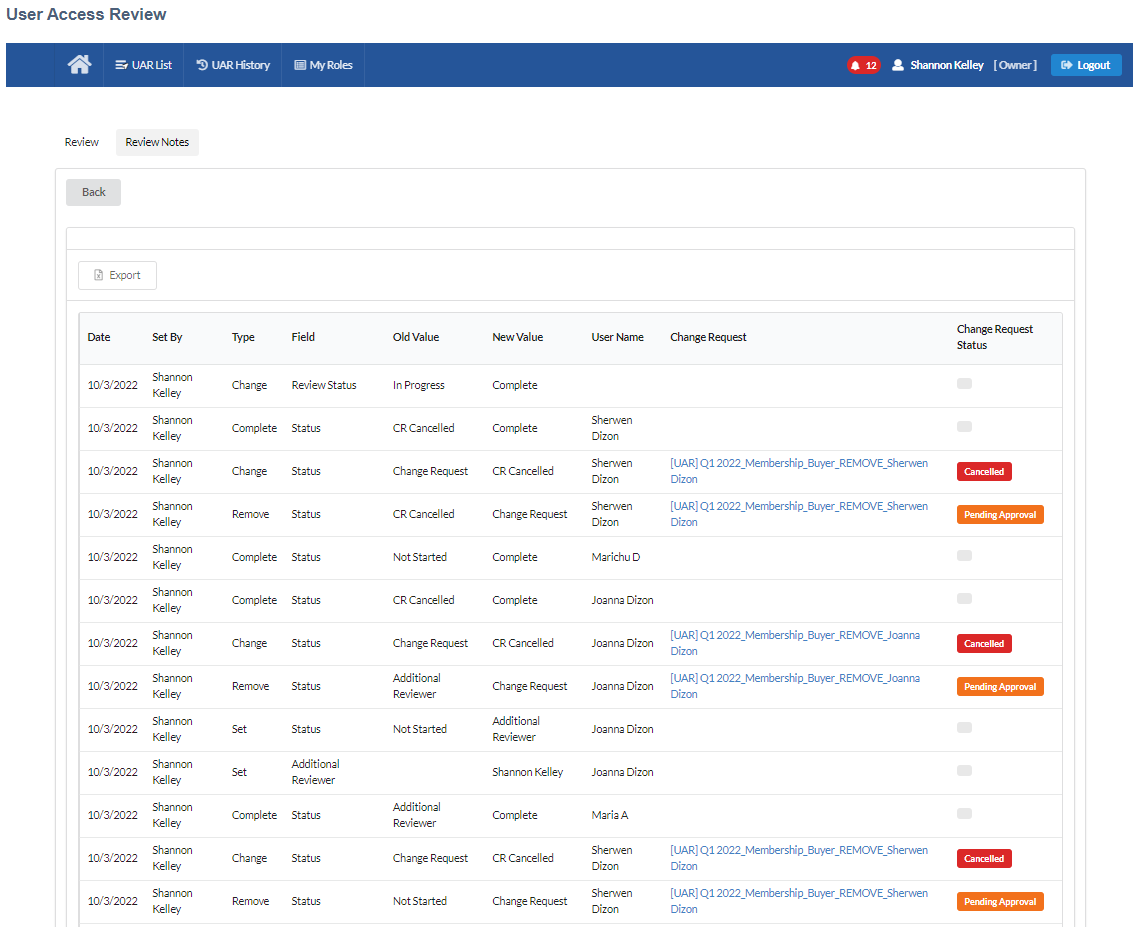 User Access Review
UAR List UAR History My Roles 12 Shannon Kelley [ Owner ] Logout
Review Review Notes
Back
Export
Date Set By Type Field Old Value New Value User Name Change Request Change Request Status
10/3/2022 Shannon Kelley Change Review Status In Progress Complete
10/3/2022 Shannon Kelley Complete Status CR Cancelled Complete Sherwen Dizon
10/3/2022 Shannon Kelley Change Status Change Request CR Cancelled Sherwen Dizon [UAR] Q1 2022_Membership_Buyer_REMOVE_Sherwen Dizon Cancelled
10/3/2022 Shannon Kelley Remove Status CR Cancelled Change Request Sherwen Dizon [UAR] Q1 2022_Membership_Buyer_REMOVE_Sherwen Dizon Pending Approval
10/3/2022 Shannon Kelley Complete Status Not Started Complete Marichu D
10/3/2022 Shannon Kelley Complete Status CR Cancelled Complete Joanna Dizon
10/3/2022 Shannon Kelley Change Status Change Request CR Cancelled Joanna Dizon [UAR] Q1 2022_Membership_Buyer_REMOVE_Joanna Dizon Cancelled
10/3/2022 Shannon Kelley Remove Status Additional Reviewer Change Request Joanna Dizon [UAR] Q1 2022_Membership_Buyer_REMOVE_Joanna Dizon Pending Approval
10/3/2022 Shannon Kelley Set Status Not Started Additional Reviewer Joanna Dizon
10/3/2022 Shannon Kelley Set Additional Reviewer Shannon Kelley Joanna Dizon
10/3/2022 Shannon Kelley Complete Status Additional Reviewer Complete Maria A
10/3/2022 Shannon Kelley Change Status Change Request CR Cancelled Sherwen Dizon [UAR] Q1 2022_Membership_Buyer_REMOVE_Sherwen Dizon Cancelled
10/3/2022 Shannon Kelley Remove Status Not Started Change Request Sherwen Dizon [UAR] Q1 2022_Membership_Buyer_REMOVE_Sherwen Dizon Pending Approval